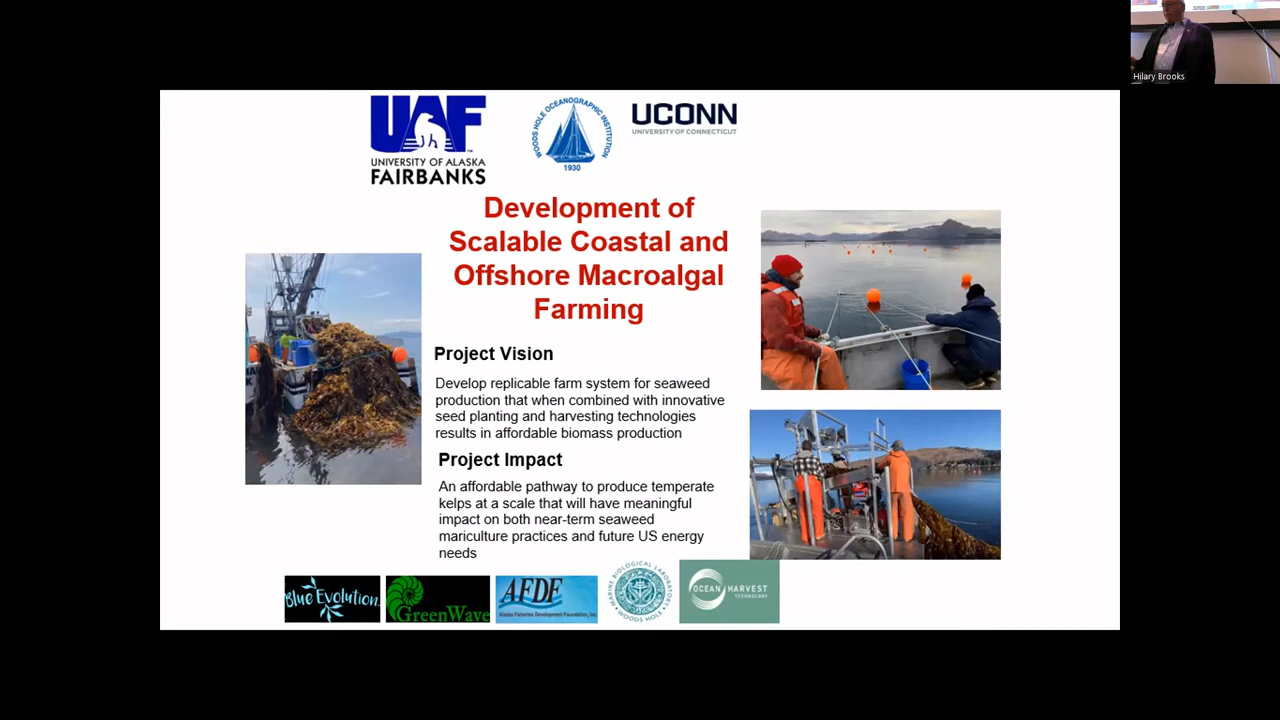 Hilary Brooks
UAF
UNIVERSITY OF ALASKA
FAIRBANKS
WOODS HOLE OCEANOGRAPHIC INSTITUTION
1930
UCONN
UNIVERSITY OF CONNECTICUT
Development of
Scalable Coastal and
Offshore Macroalgal
Farming
Project Vision
Develop replicable farm system for seaweed
production that when combined with innovative
seed planting and harvesting technologies
results in affordable biomass production
Project Impact
An affordable pathway to produce temperate
kelps at a scale that will have meaningful
impact on both near-term seaweed
mariculture practices and future US energy
needs
Blue Evolution
GreenWave
AFDF
Alaska Fisheries Development Foundation, Inc.
MARINE BIOLOGICAL LABORATORY
WOODS HOLE
OCEAN HARVEST
TECHNOLOGY